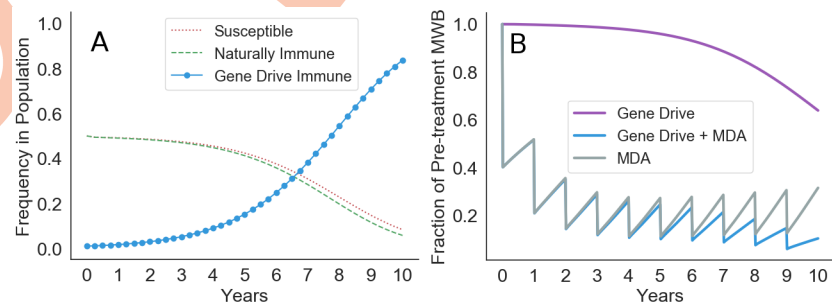 A
Susceptible
Naturally Immune
Gene Drive Immune
Frequency in Population
1.0
0.8
0.6
0.4
0.2
0.0
0 1 2 3 4 5 6 7 8 9 10
Years
B
Gene Drive
Gene Drive + MDA
MDA
Fraction of Pre-treatment MWB
1.0
0.8
0.6
0.4
0.2
0 1 2 3 4 5 6 7 8 9 10
Years